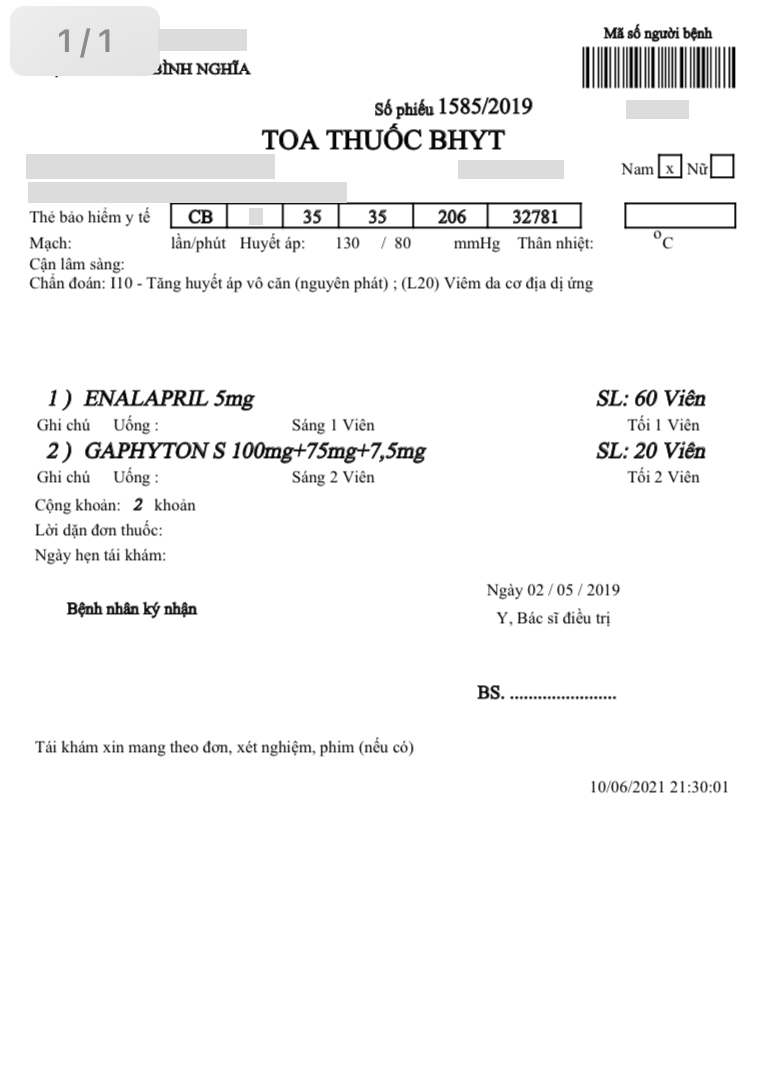 1/1
Mã số người bệnh
BÌNH NGHĨA
Số phiếu 1585/2019
TOA THUỐC BHYT
Nam x Nữ
Thẻ bảo hiểm y tế CB 35 35 206 32781
Mạch: lần/phút Huyết áp: 130 / 80 mmHg Thân nhiệt: °C
Cận lâm sàng:
Chẩn đoán: I10 - Tăng huyết áp vô căn (nguyên phát) ; (L20) Viêm da cơ địa dị ứng
1 ) ENALAPRIL 5mg SL: 60 Viên
Ghi chú Uống : Sáng 1 Viên Tối 1 Viên
2 ) GAPHYTON S 100mg+75mg+7,5mg SL: 20 Viên
Ghi chú Uống : Sáng 2 Viên Tối 2 Viên
Cộng khoản: 2 khoản
Lời dặn đơn thuốc:
Ngày hẹn tái khám:
Ngày 02 / 05 / 2019
Bệnh nhân ký nhận
Y, Bác sĩ điều trị
BS. .......................
Tái khám xin mang theo đơn, xét nghiệm, phim (nếu có)
10/06/2021 21:30:01